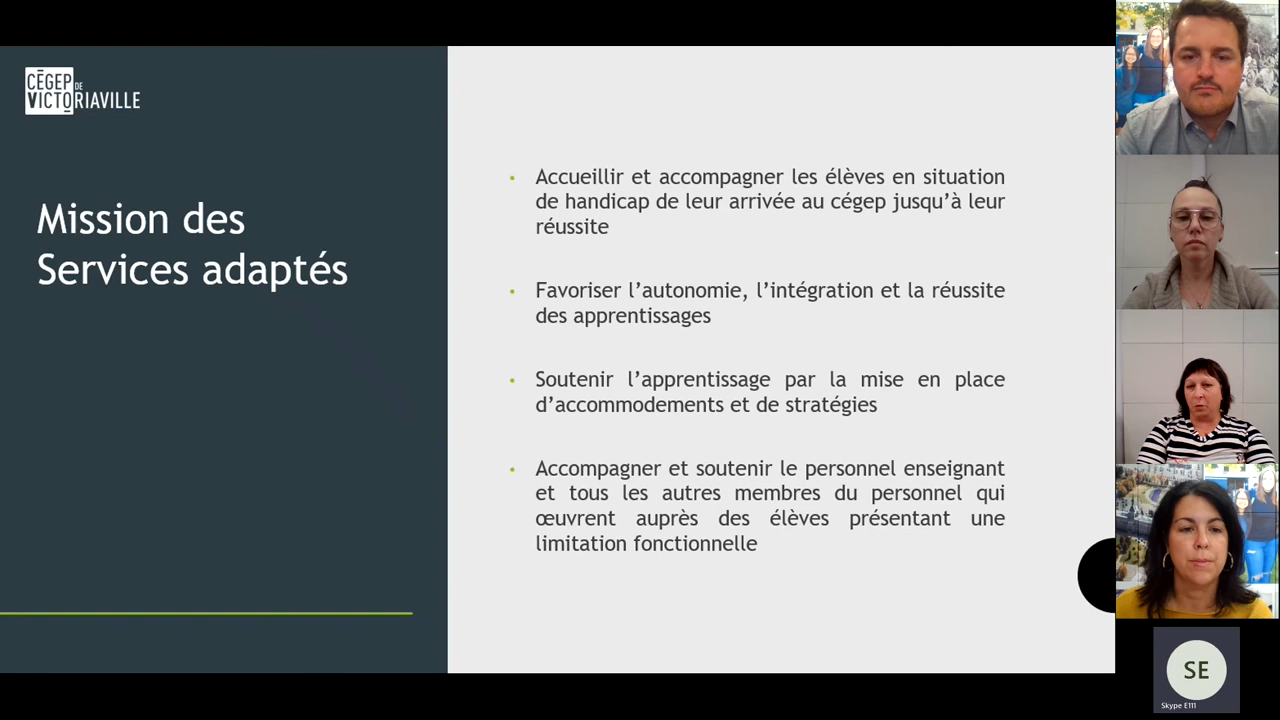 CÉGEP
DE
VICTORIAVILLE
Mission des
Services adaptés
• Accueillir et accompagner les élèves en situation
de handicap de leur arrivée au cégep jusqu’à leur
réussite
• Favoriser l’autonomie, l’intégration et la réussite
des apprentissages
• Soutenir l’apprentissage par la mise en place
d’accommodements et de stratégies
• Accompagner et soutenir le personnel enseignant
et tous les autres membres du personnel qui
œuvrent auprès des élèves présentant une
limitation fonctionnelle
SE
Skype E111